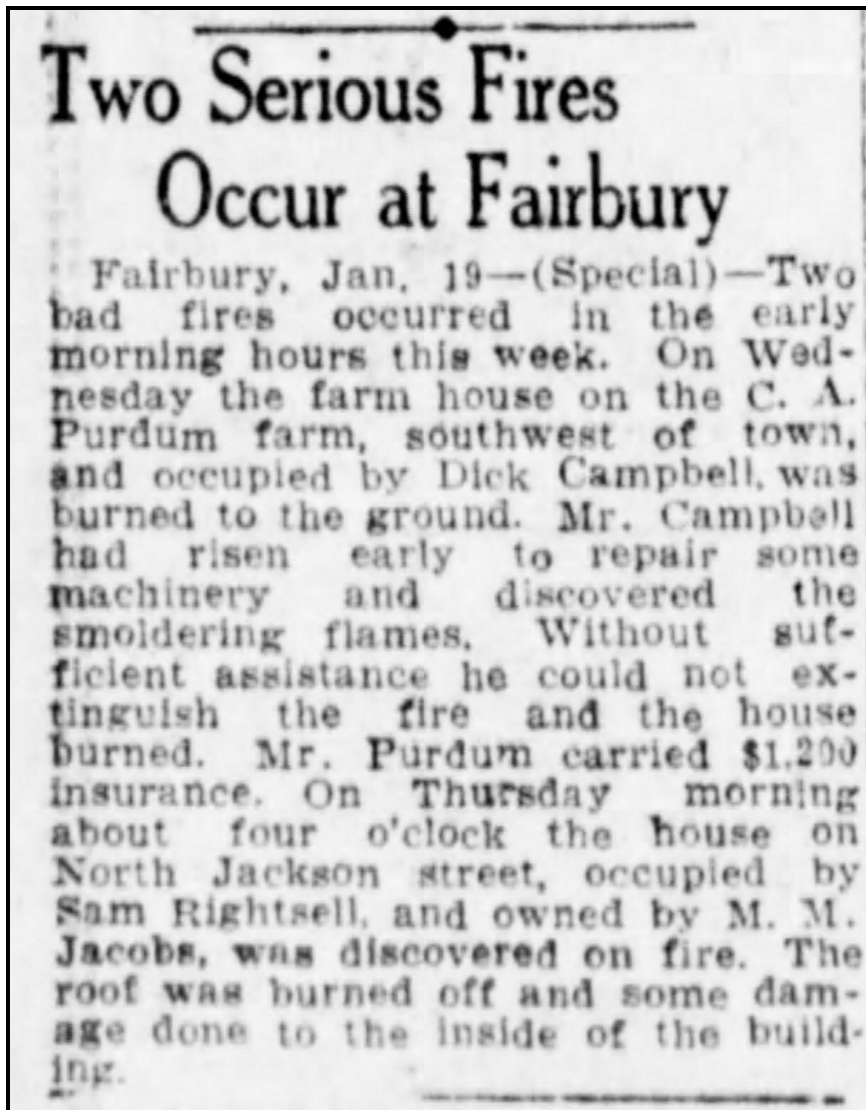 Two Serious Fires
Occur at Fairbury
Fairbury, Jan. 19—(Special)—Two
bad fires occurred in the early
morning hours this week. On Wed-
nesday the farm house on the C. A.
Purdum farm, southwest of town,
and occupied by Dick Campbell, was
burned to the ground. Mr. Campbell
had risen early to repair some
machinery and discovered the
smoldering flames. Without suf-
ficient assistance he could not ex-
tinguish the fire and the house
burned. Mr. Purdum carried $1,200
insurance. On Thursday morning
about four o'clock the house on
North Jackson street, occupied by
Sam Rightsell, and owned by M. M.
Jacobs, was discovered on fire. The
roof was burned off and some dam-
age done to the inside of the build-
ing.